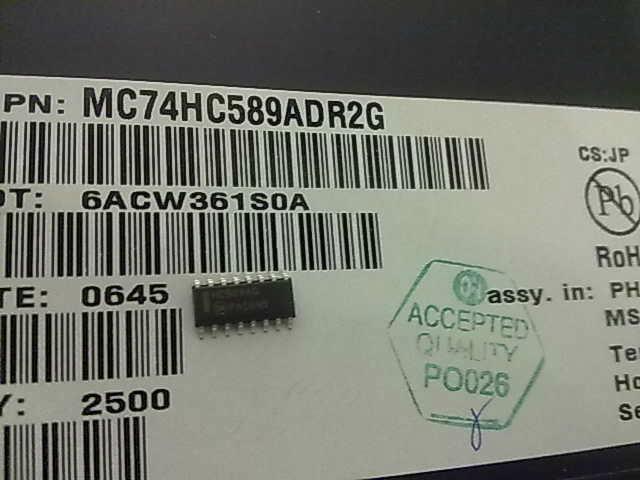 PN: MC74HC589ADR2G
CS:JP
OT: 6ACW361S0A
Pb
RoH
TE: 0645
assy. in: PH
MS
ACCEPTED
QUALITY
PO026
Te
Ho
Y: 2500
Se